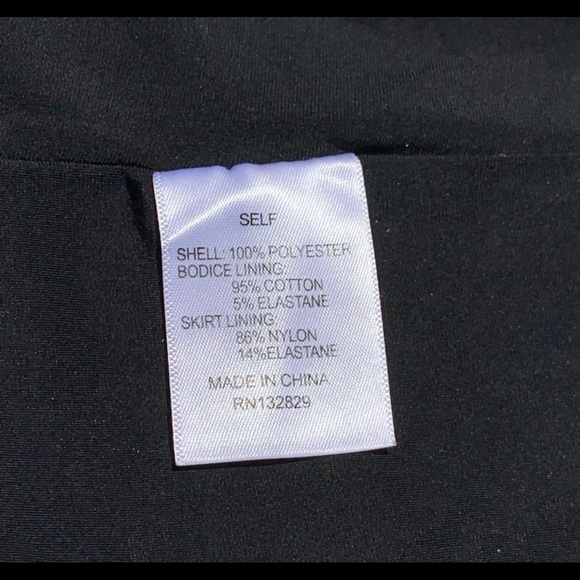 SELF
SHELL: 100% POLYESTER
BODICE LINING:
95% COTTON
5% ELASTANE
SKIRT LINING:
86% NYLON
14%ELASTANE
MADE IN CHINA
RN132829